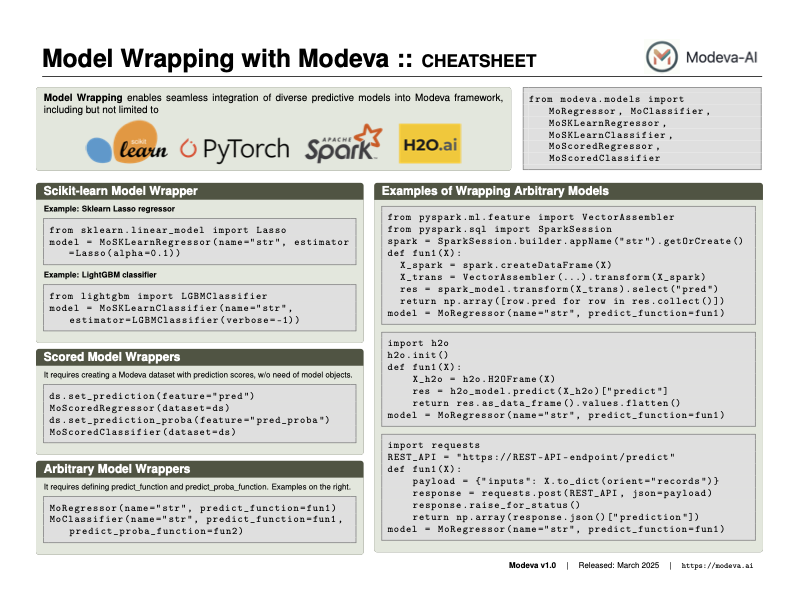 Model Wrapping with Modeva :: CHEATSHEET
Modeva-AI
Model Wrapping enables seamless integration of diverse predictive models into Modeva framework,
including but not limited to
scikit
learn
PyTorch
APACHE
Spark
H2O.ai
from modeva.models import
MoRegressor, MoClassifier,
MoSKLearnRegressor,
MoSKLearnClassifier,
MoScoredRegressor,
MoScoredClassifier
Scikit-learn Model Wrapper
Example: Sklearn Lasso regressor
from sklearn.linear_model import Lasso
model = MoSKLearnRegressor(name="str", estimator
=Lasso(alpha=0.1))
Example: LightGBM classifier
from lightgbm import LGBMClassifier
model = MoSKLearnClassifier(name="str",
estimator=LGBMClassifier(verbose=-1))
Scored Model Wrappers
It requires creating a Modeva dataset with prediction scores, w/o need of model objects.
ds.set_prediction(feature="pred")
MoScoredRegressor(dataset=ds)
ds.set_prediction_proba(feature="pred_proba")
MoScoredClassifier(dataset=ds)
Arbitrary Model Wrappers
It requires defining predict_function and predict_proba_function. Examples on the right.
MoRegressor(name="str", predict_function=fun1)
MoClassifier(name="str", predict_function=fun1,
predict_proba_function=fun2)
Examples of Wrapping Arbitrary Models
from pyspark.ml.feature import VectorAssembler
from pyspark.sql import SparkSession
spark = SparkSession.builder.appName("str").getOrCreate()
def fun1(X):
X_spark = spark.createDataFrame(X)
X_trans = VectorAssembler(...).transform(X_spark)
res = spark_model.transform(X_trans).select("pred")
return np.array([row.pred for row in res.collect()])
model = MoRegressor(name="str", predict_function=fun1)
import h2o
h2o.init()
def fun1(X):
X_h2o = h2o.H2OFrame(X)
res = h2o_model.predict(X_h2o)["predict"]
return res.as_data_frame().values.flatten()
model = MoRegressor(name="str", predict_function=fun1)
import requests
REST_API = "https://REST-API-endpoint/predict"
def fun1(X):
payload = {"inputs": X.to_dict(orient="records")}
response = requests.post(REST_API, json=payload)
response.raise_for_status()
return np.array(response.json()["prediction"])
model = MoRegressor(name="str", predict_function=fun1)
Modeva v1.0 | Released: March 2025 | https://modeva.ai